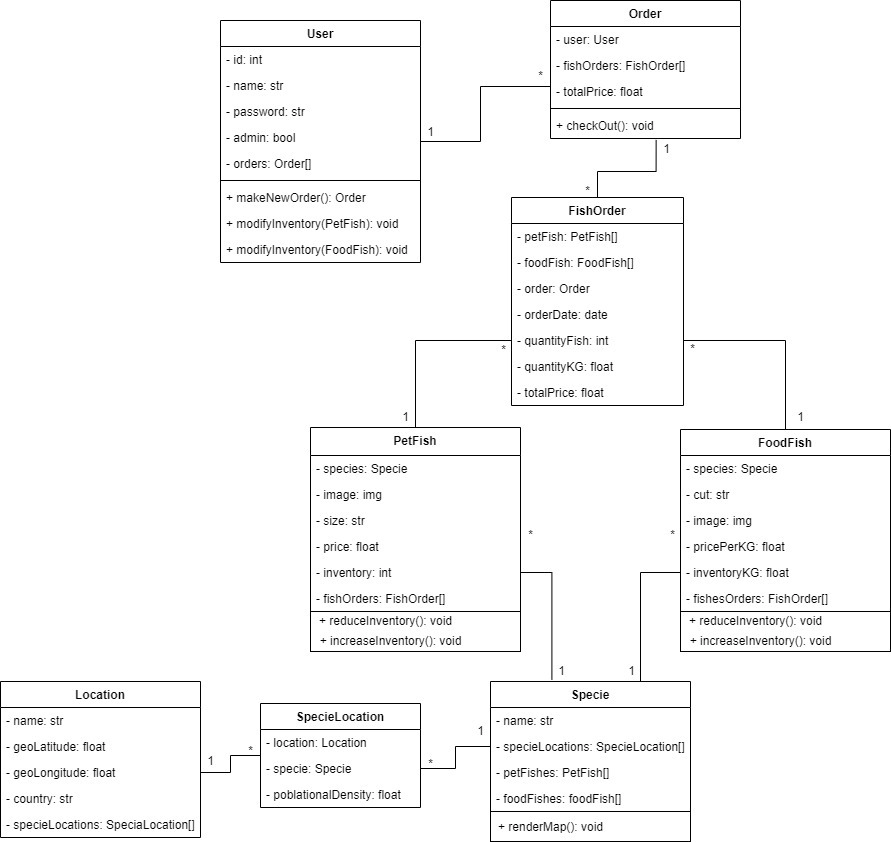 User
- id: int
- name: str
- password: str
- admin: bool
- orders: Order[]
+ makeNewOrder(): Order
+ modifyInventory(PetFish): void
+ modifyInventory(FoodFish): void
1
*
Order
- user: User
- fishOrders: FishOrder[]
- totalPrice: float
+ checkOut(): void
1
*
FishOrder
- petFish: PetFish[]
- foodFish: FoodFish[]
- order: Order
- orderDate: date
- quantityFish: int
- quantityKG: float
- totalPrice: float
*
*
1
1
PetFish
- species: Specie
- image: img
- size: str
- price: float
- inventory: int
- fishOrders: FishOrder[]
+ reduceInventory(): void
+ increaseInventory(): void
*
FoodFish
- species: Specie
- cut: str
- image: img
- pricePerKG: float
- inventoryKG: float
- fishesOrders: FishOrder[]
+ reduceInventory(): void
+ increaseInventory(): void
*
1
1
Location
- name: str
- geoLatitude: float
- geoLongitude: float
- country: str
- specieLocations: SpeciaLocation[]
1
*
SpecieLocation
- location: Location
- specie: Specie
- poblationalDensity: float
*
1
Specie
- name: str
- specieLocations: SpecieLocation[]
- petFishes: PetFish[]
- foodFishes: foodFish[]
+ renderMap(): void